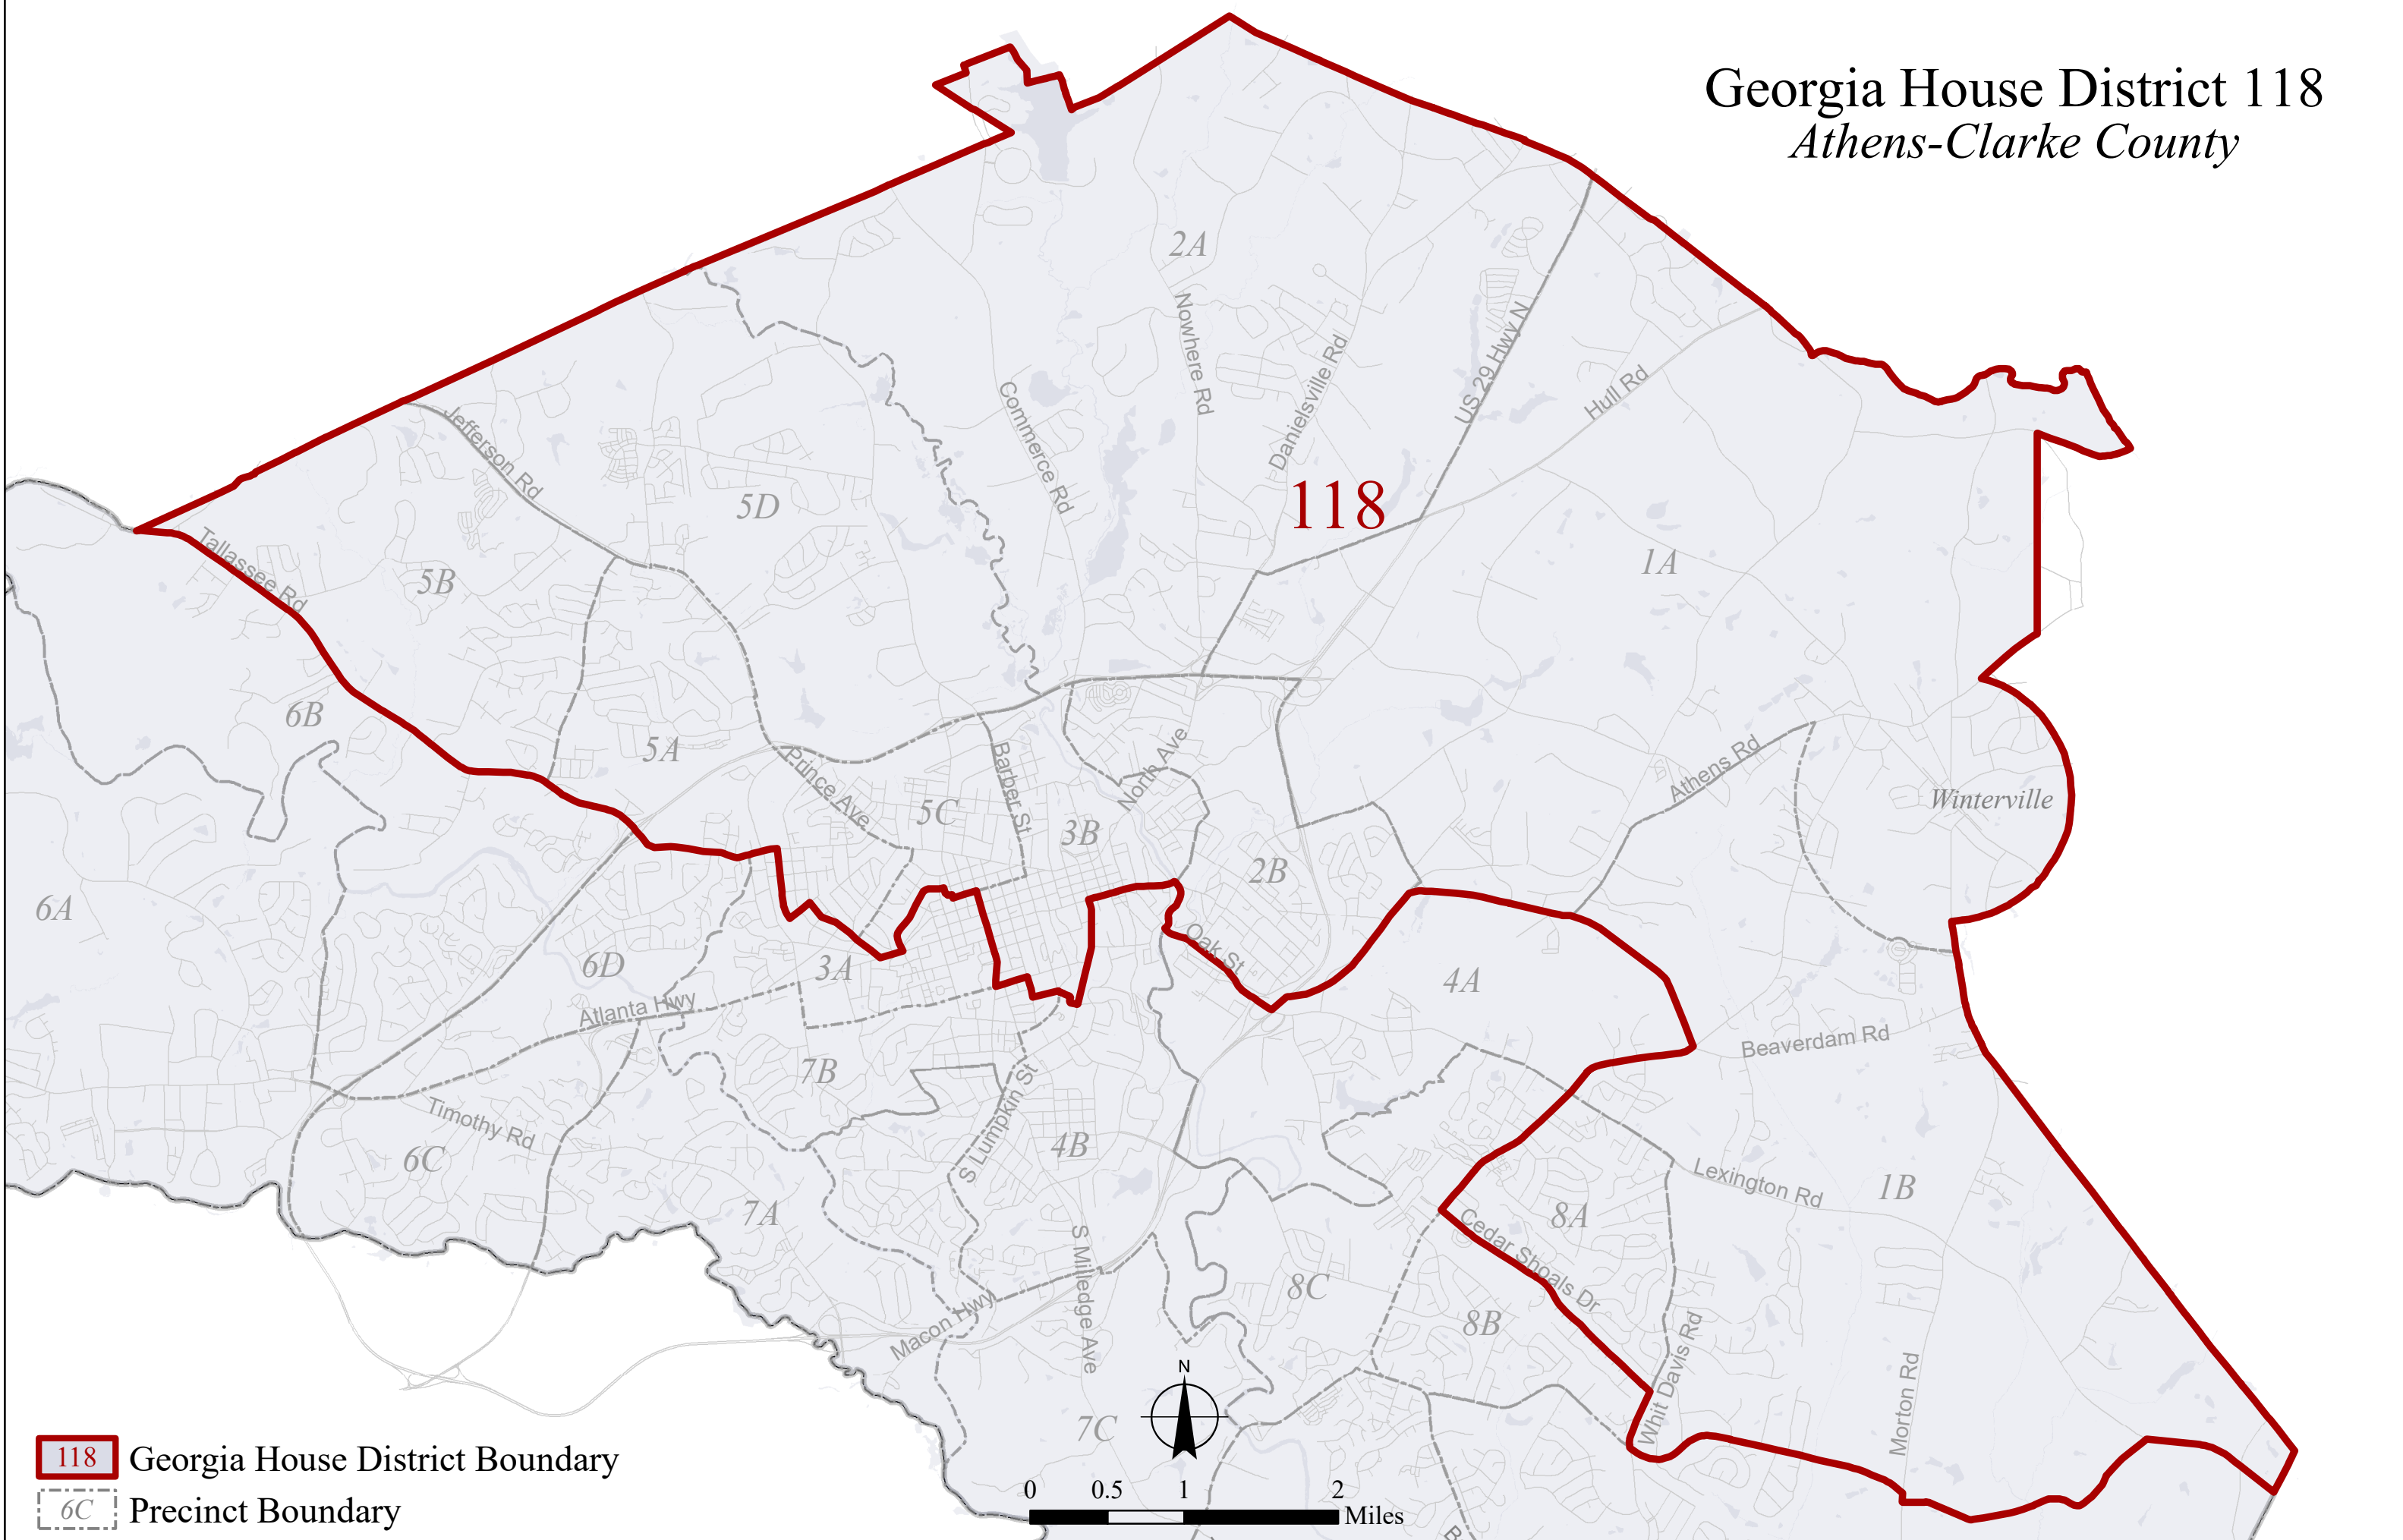 Georgia House District 118
Athens-Clarke County
2A
Nowhere Rd
US 29 Hwy N
Danielsville Rd
Hull Rd
Commerce Rd
Jefferson Rd
5D
118
Tallassee Rd
5B
1A
6B
5A
Prince Ave
Barber St
North Ave
Athens Rd
5C
3B
Winterville
2B
6A
6D
3A
Oak St
4A
Atlanta Hwy
Beaverdam Rd
7B
Timothy Rd
S Lumpkin St
4B
6C
Lexington Rd
1B
7A
8A
Cedar Shoals Dr
S Milledge Ave
8C
Macon Hwy
8B
Whit Davis Rd
Morton Rd
N
7C
118 Georgia House District Boundary
6C Precinct Boundary
0 0.5 1 2
Miles